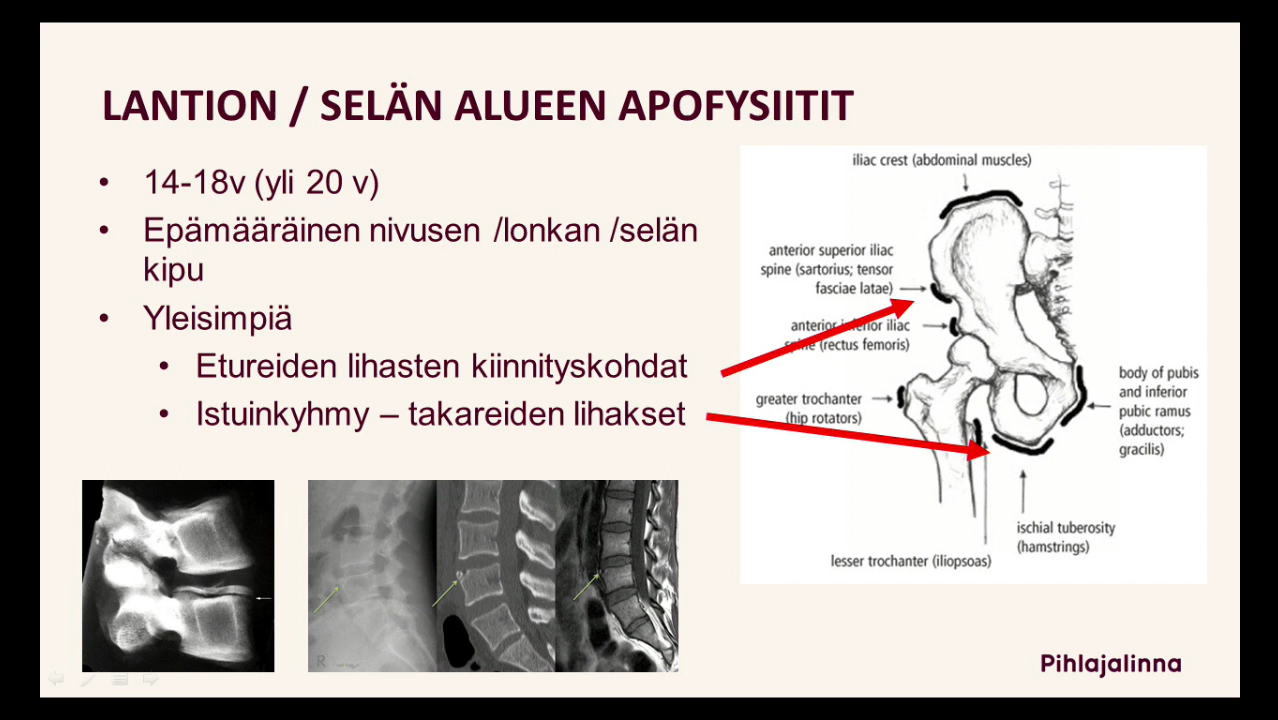 LANTION / SELÄN ALUEEN APOFYSIITIT
• 14-18v (yli 20 v)
• Epämääräinen nivusen /lonkan /selän
kipu
• Yleisimpiä
• Etureiden lihasten kiinnityskohdat
• Istuinkyhmy – takareiden lihakset
iliac crest (abdominal muscles)
anterior superior iliac
spine (sartorius; tensor
fasciae latae)
anterior inferior iliac
spine (rectus femoris)
greater trochanter
(hip rotators)
body of pubis
and inferior
pubic ramus
(adductors;
gracilis)
ischial tuberosity
(hamstrings)
lesser trochanter (iliopsoas)
R
Pihlajalinna